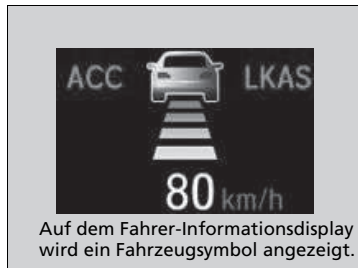 ACC LKAS
80 km/h
Auf dem Fahrer-Informationsdisplay
wird ein Fahrzeugsymbol angezeigt.